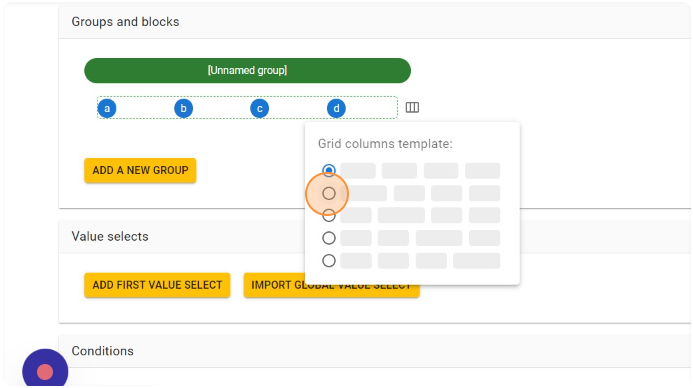 Groups and blocks
[Unnamed group]
a b c d
Grid columns template:
ADD A NEW GROUP
Value selects
ADD FIRST VALUE SELECT
IMPORT GLOBAL VALUE SELECT
Conditions